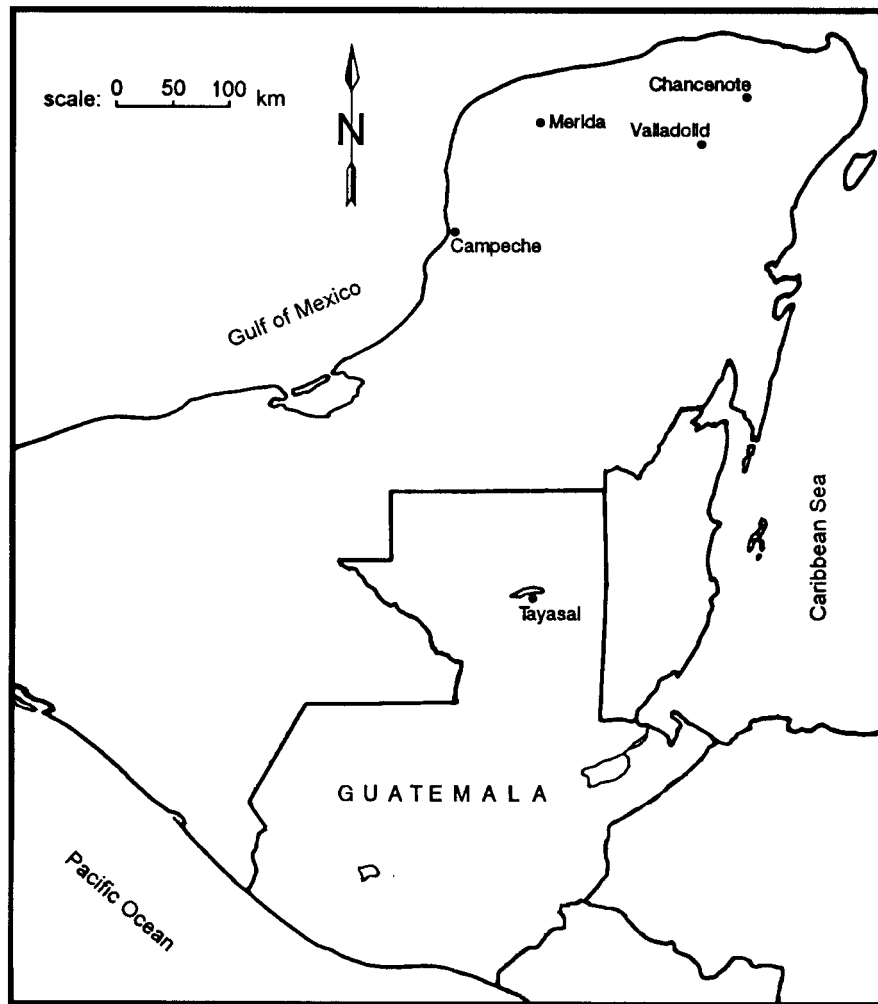 scale: 0 50 100 km
N
Chancenote
Merida
Valladolid
Campeche
Gulf of Mexico
Caribbean Sea
Tayasal
GUATEMALA
Pacific Ocean